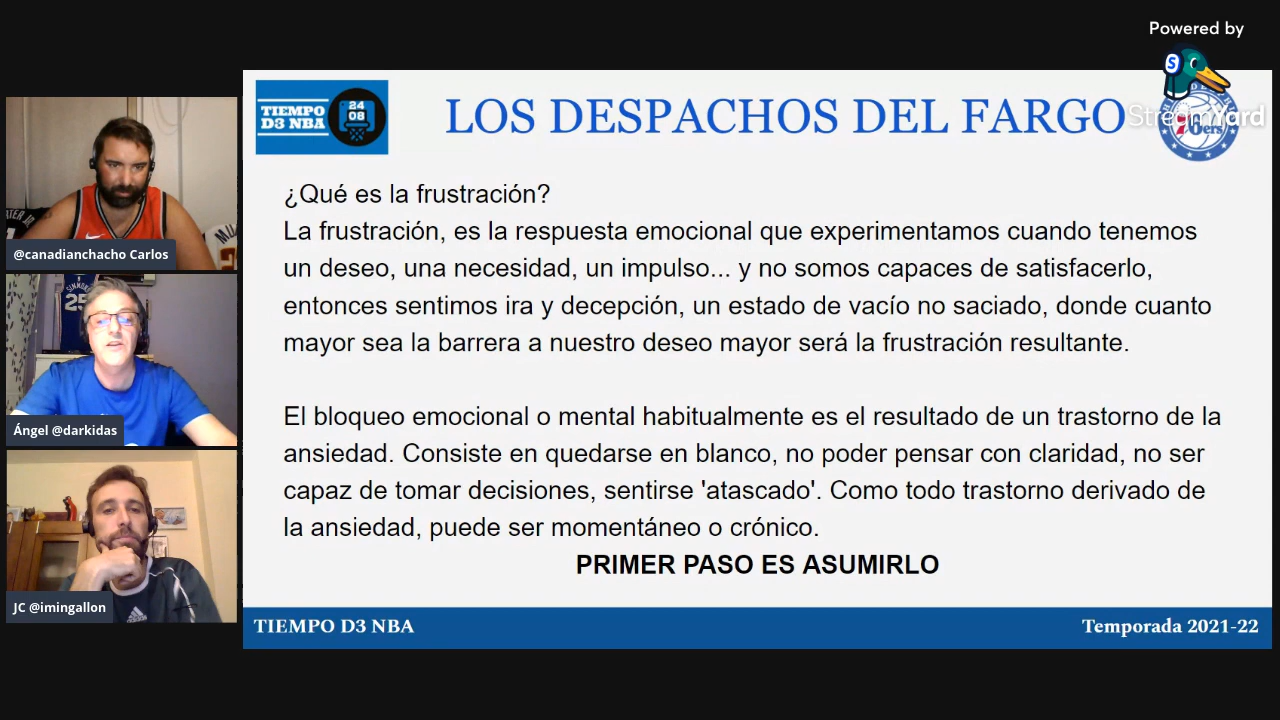 Powered by
StreamYard
TIEMPO
D3 NBA
24
08
LOS DESPACHOS DEL FARGO
76ers
¿Qué es la frustración?
La frustración, es la respuesta emocional que experimentamos cuando tenemos
un deseo, una necesidad, un impulso... y no somos capaces de satisfacerlo,
entonces sentimos ira y decepción, un estado de vacío no saciado, donde cuanto
mayor sea la barrera a nuestro deseo mayor será la frustración resultante.
El bloqueo emocional o mental habitualmente es el resultado de un trastorno de la
ansiedad. Consiste en quedarse en blanco, no poder pensar con claridad, no ser
capaz de tomar decisiones, sentirse 'atascado'. Como todo trastorno derivado de
la ansiedad, puede ser momentáneo o crónico.
PRIMER PASO ES ASUMIRLO
TIEMPO D3 NBA
Temporada 2021-22
@canadianchacho Carlos
SIMMONS
25
Ángel @darkidas
adidas
JC @imingallon